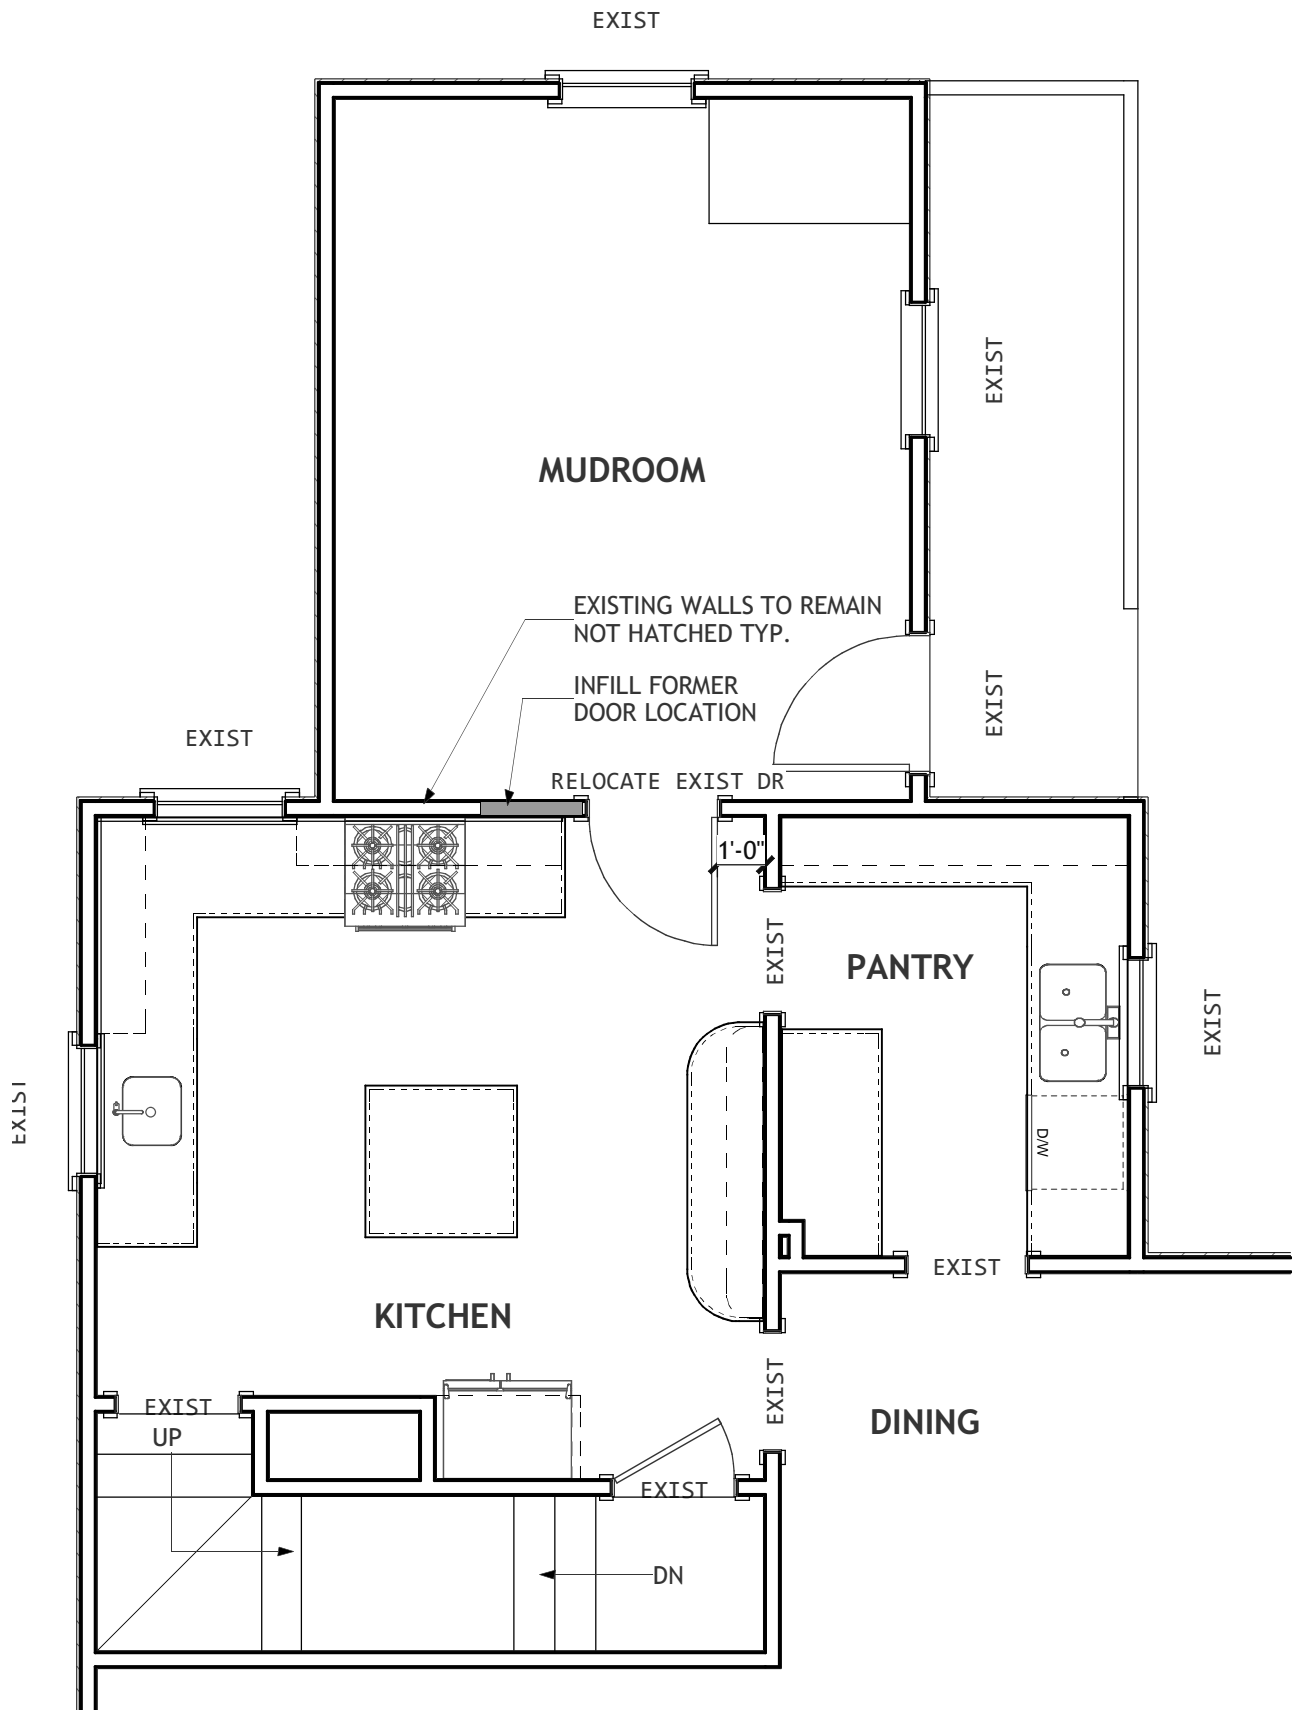 EXIST
EXIST
MUDROOM
EXISTING WALLS TO REMAIN
NOT HATCHED TYP.
INFILL FORMER
DOOR LOCATION
EXIST
EXIST
RELOCATE EXIST DR
1'-0"
EXIST
PANTRY
EXIST
EXIST
D/W
EXIST
KITCHEN
EXIST
EXIST
UP
DINING
EXIST
DN